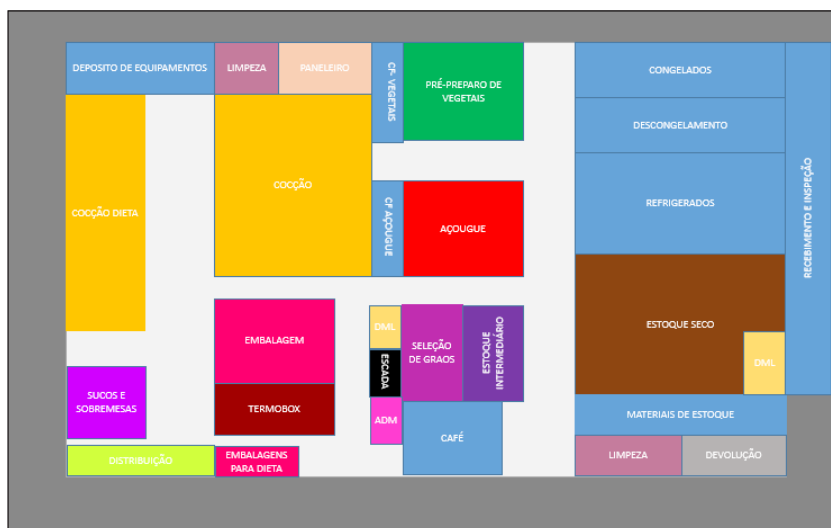 DEPOSITO DE EQUIPAMENTOS
LIMPEZA
PANELEIRO
CF- VEGETAIS
PRÉ-PREPARO DE
VEGETAIS
CONGELADOS
DESCONGELAMENTO
REFRIGERADOS
RECEBIMENTO E INSPEÇÃO
COCÇÃO DIETA
COCÇÃO
CF AÇOUGUE
AÇOUGUE
ESTOQUE SECO
DML
EMBALAGEM
TERMOBOX
DML
ESCADA
ADM
SELEÇÃO
DE GRAOS
ESTOQUE
INTERMEDIÁRIO
CAFÉ
SUCOS E
SOBREMESAS
DISTRIBUIÇÃO
EMBALAGENS
PARA DIETA
MATERIAIS DE ESTOQUE
LIMPEZA
DEVOLUÇÃO